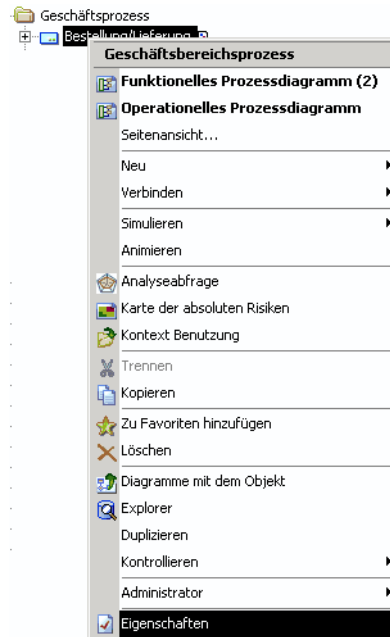 Geschäftsprozess
Bestellung/Lieferung
Geschäftsbereichsprozess
Funktionelles Prozessdiagramm (2)
Operationelles Prozessdiagramm
Seitenansicht...
Neu
Verbinden
Simulieren
Animieren
Analyseabfrage
Karte der absoluten Risiken
Kontext Benutzung
Trennen
Kopieren
Zu Favoriten hinzufügen
Löschen
Diagramme mit dem Objekt
Explorer
Duplizieren
Kontrollieren
Administrator
Eigenschaften